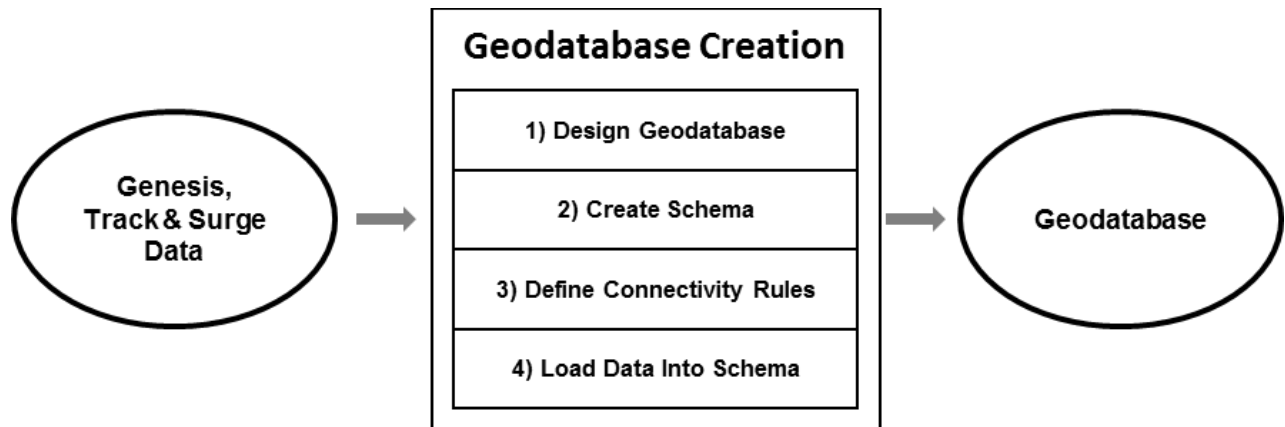 Geodatabase Creation
Genesis,
Track & Surge
Data
1) Design Geodatabase
2) Create Schema
3) Define Connectivity Rules
4) Load Data Into Schema
Geodatabase